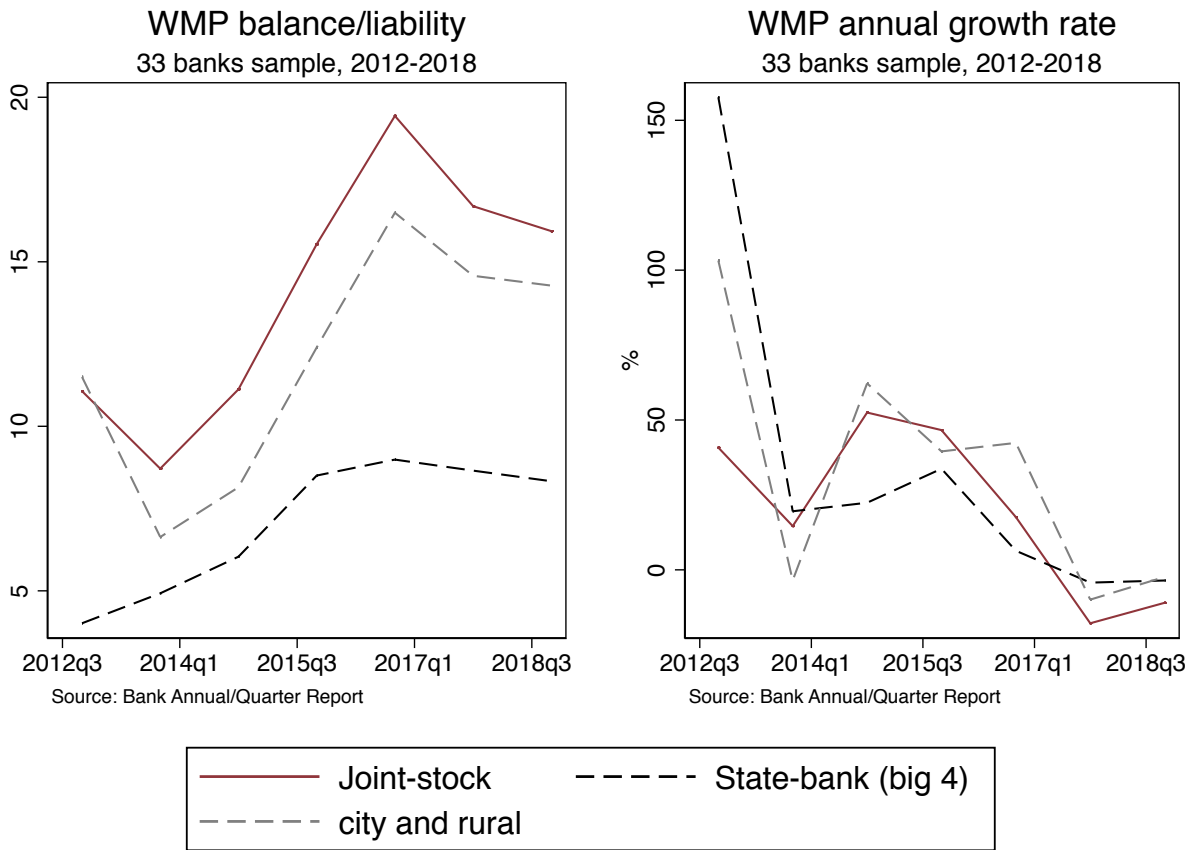 WMP balance/liability
33 banks sample, 2012-2018
20
15
10
5
2012q3 2014q1 2015q3 2017q1 2018q3
Source: Bank Annual/Quarter Report
WMP annual growth rate
33 banks sample, 2012-2018
%
150
100
50
0
2012q3 2014q1 2015q3 2017q1 2018q3
Source: Bank Annual/Quarter Report
Joint-stock State-bank (big 4)
city and rural